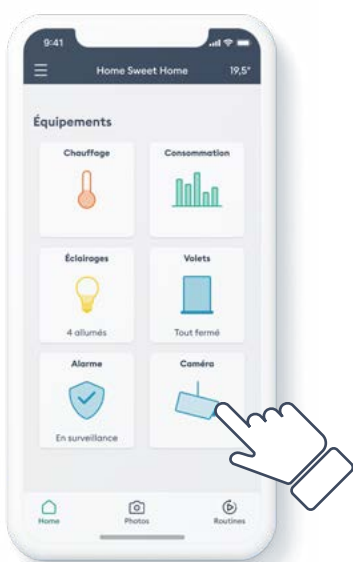 9:41
Home Sweet Home 19,5°
Équipements
Chauffage Consommation
Éclairages Volets
4 allumés Tout fermé
Alarme Caméra
En surveillance
Home Photos Routines